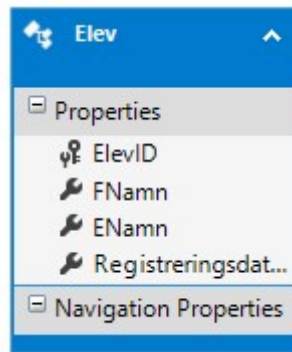 Elev
Properties
ElevID
FNamn
ENamn
Registreringsdat...
Navigation Properties